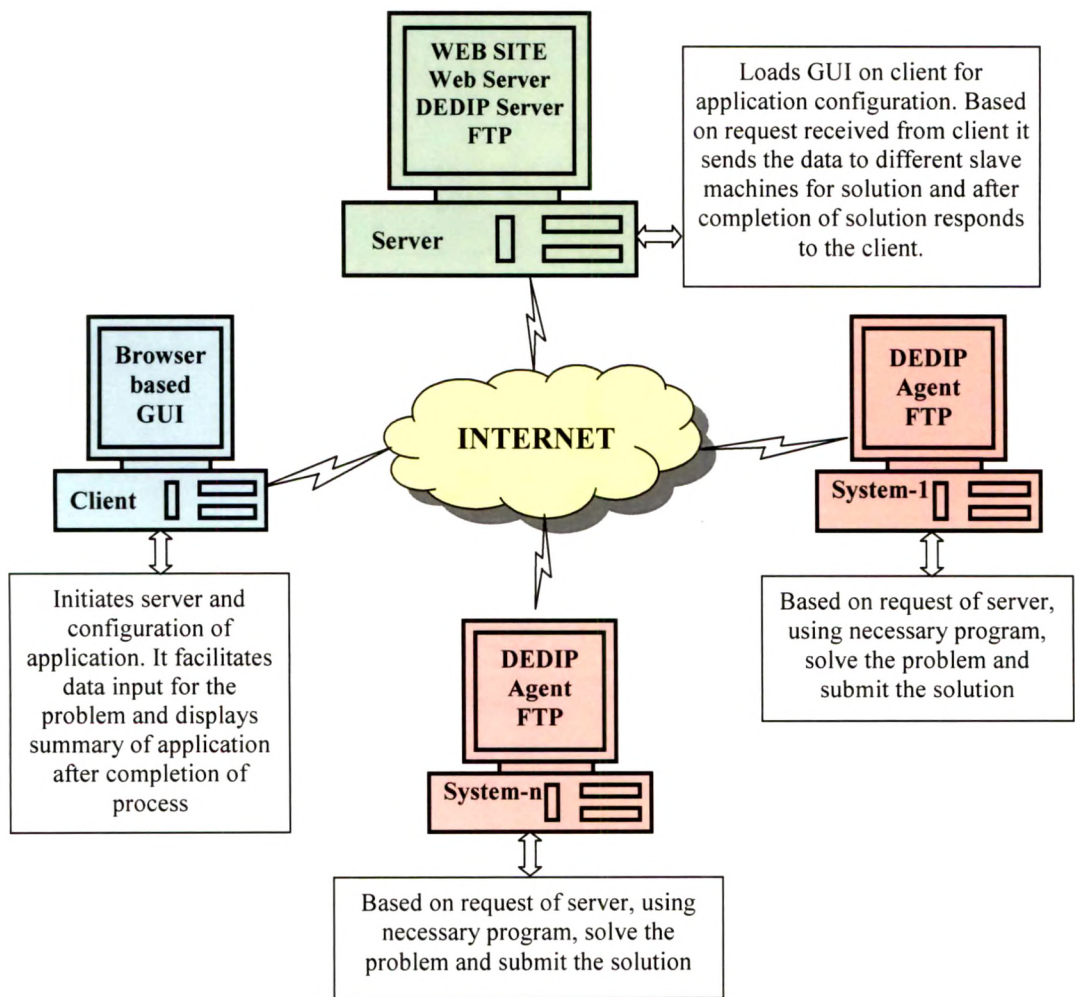 WEB SITE
Web Server
DEDIP Server
FTP
Server
Loads GUI on client for
application configuration. Based
on request received from client it
sends the data to different slave
machines for solution and after
completion of solution responds
to the client.
Browser
based
GUI
Client
INTERNET
DEDIP
Agent
FTP
System-1
Initiates server and
configuration of
application. It facilitates
data input for the
problem and displays
summary of application
after completion of
process
Based on request of server,
using necessary program,
solve the problem and
submit the solution
DEDIP
Agent
FTP
System-n
Based on request of server, using
necessary program, solve the
problem and submit the solution